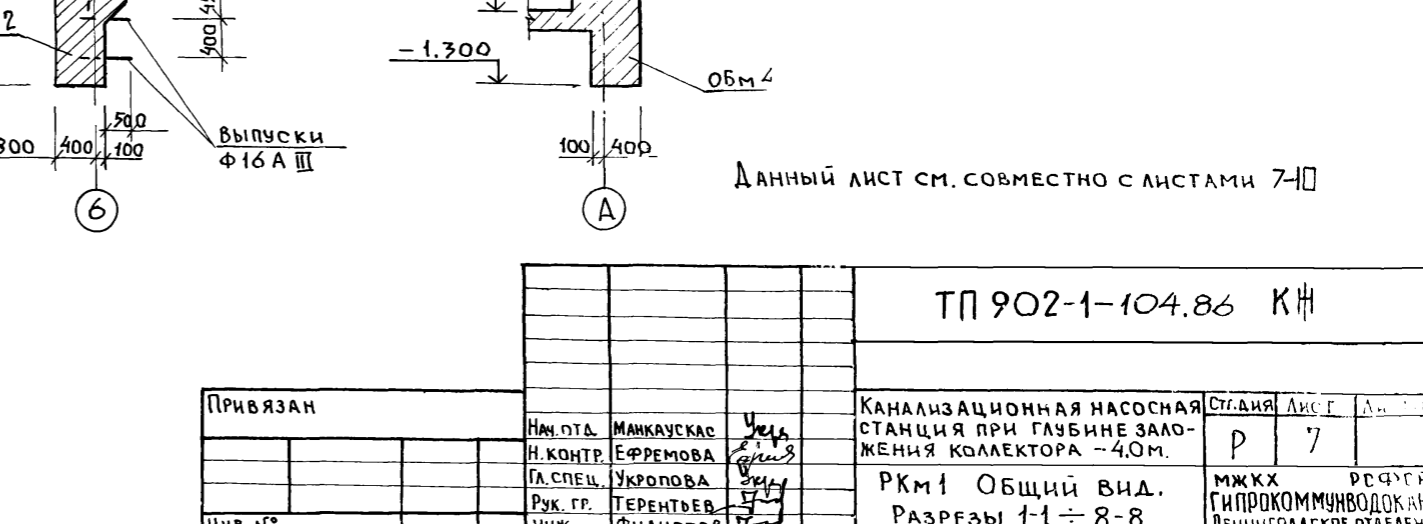 2
400
-1.300
ОБм 4
500
400
100
ВЫПУСКИ
Ф16 А III
100
400
6
А
ДАННЫЙ ЛИСТ СМ. СОВМЕСТНО С ЛИСТАМИ
ТП 902-1-104.86 КЖ
ПРИВЯЗАН
НАЧ.ОТД. МАНКАУСКАС
Н.КОНТР. ЕФРЕМОВА
ГЛ.СПЕЦ. УКРОПОВА
РУК. ГР. ТЕРЕНТЬЕВ
КАНАЛИЗАЦИОННАЯ НАСОСНАЯ
СТАНЦИЯ ПРИ ГЛУБИНЕ ЗАЛО-
ЖЕНИЯ КОЛЛЕКТОРА -4.0м.
СТАДИЯ ЛИСТ
Р 7
РКм1 ОБЩИЙ ВИД.
РАЗРЕЗЫ 1-1 ÷ 8-8
МЖКХ РСФСР
ГИПРОКОММУНВОДОКАН